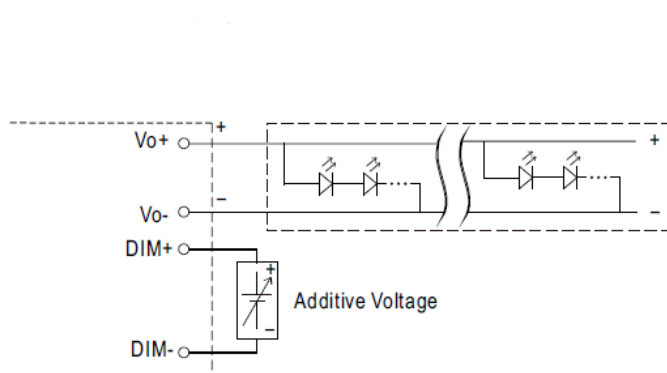 +
Vo+
+
Vo-
−
−
DIM+
+
Additive Voltage
−
DIM-